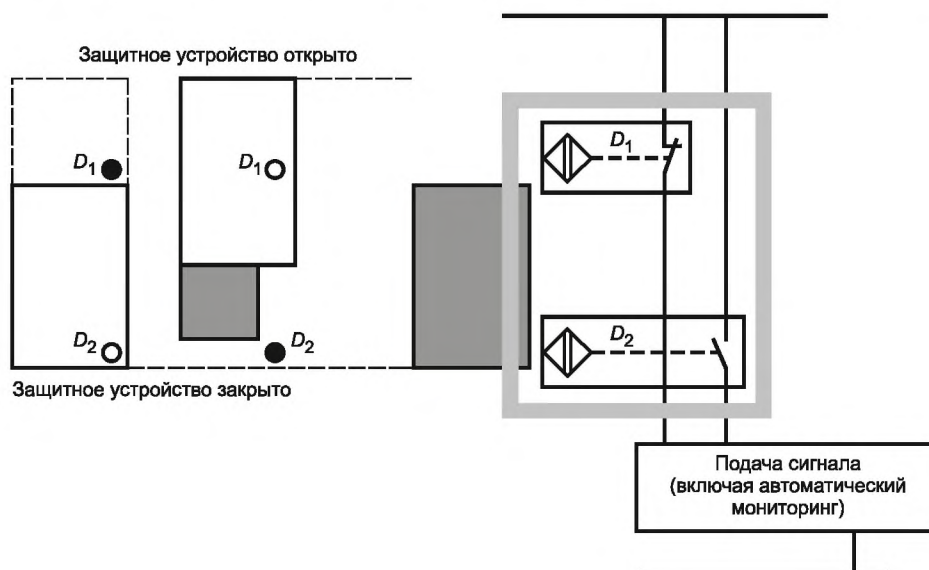 Защитное устройство открыто
D1
D1
D1
D2
D2
D2
Защитное устройство закрыто
Подача сигнала
(включая автоматический
мониторинг)